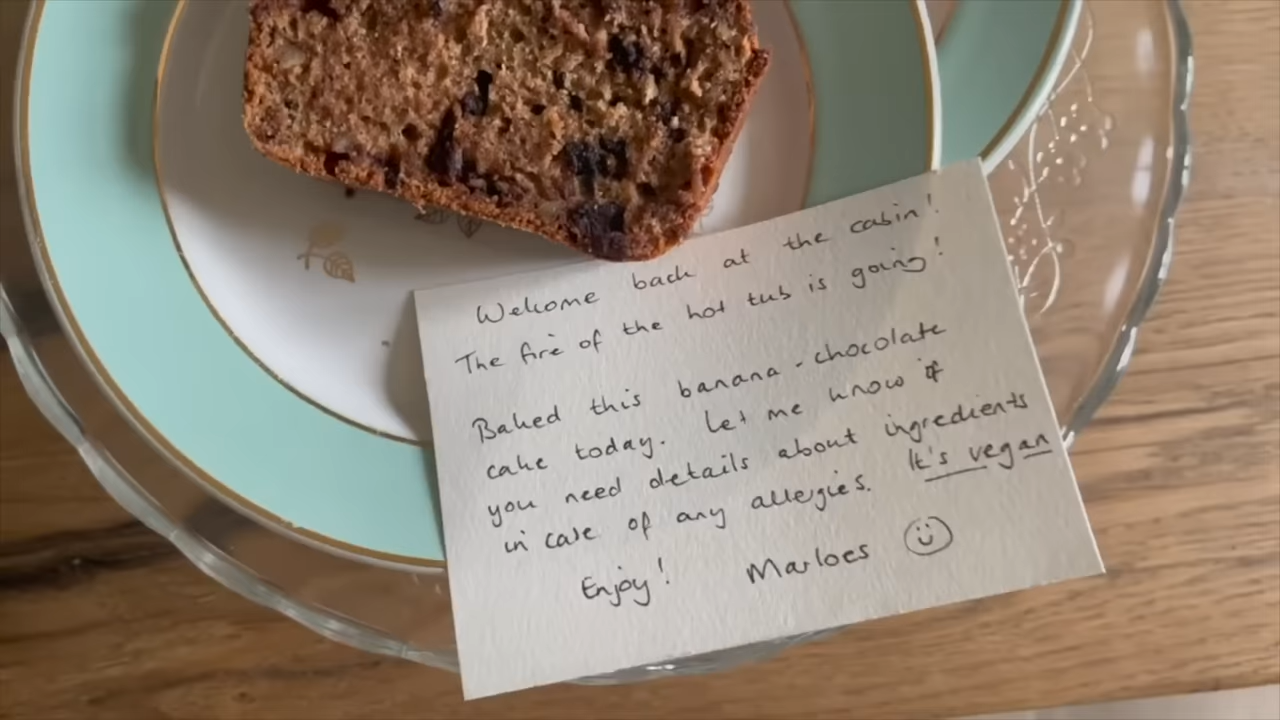 Welcome back at the cabin!
The fire of the hot tub is going!
Baked this banana-chocolate
cake today. Let me know if
you need details about ingredients
in case of any allergies. It's vegan
Enjoy! Marloes